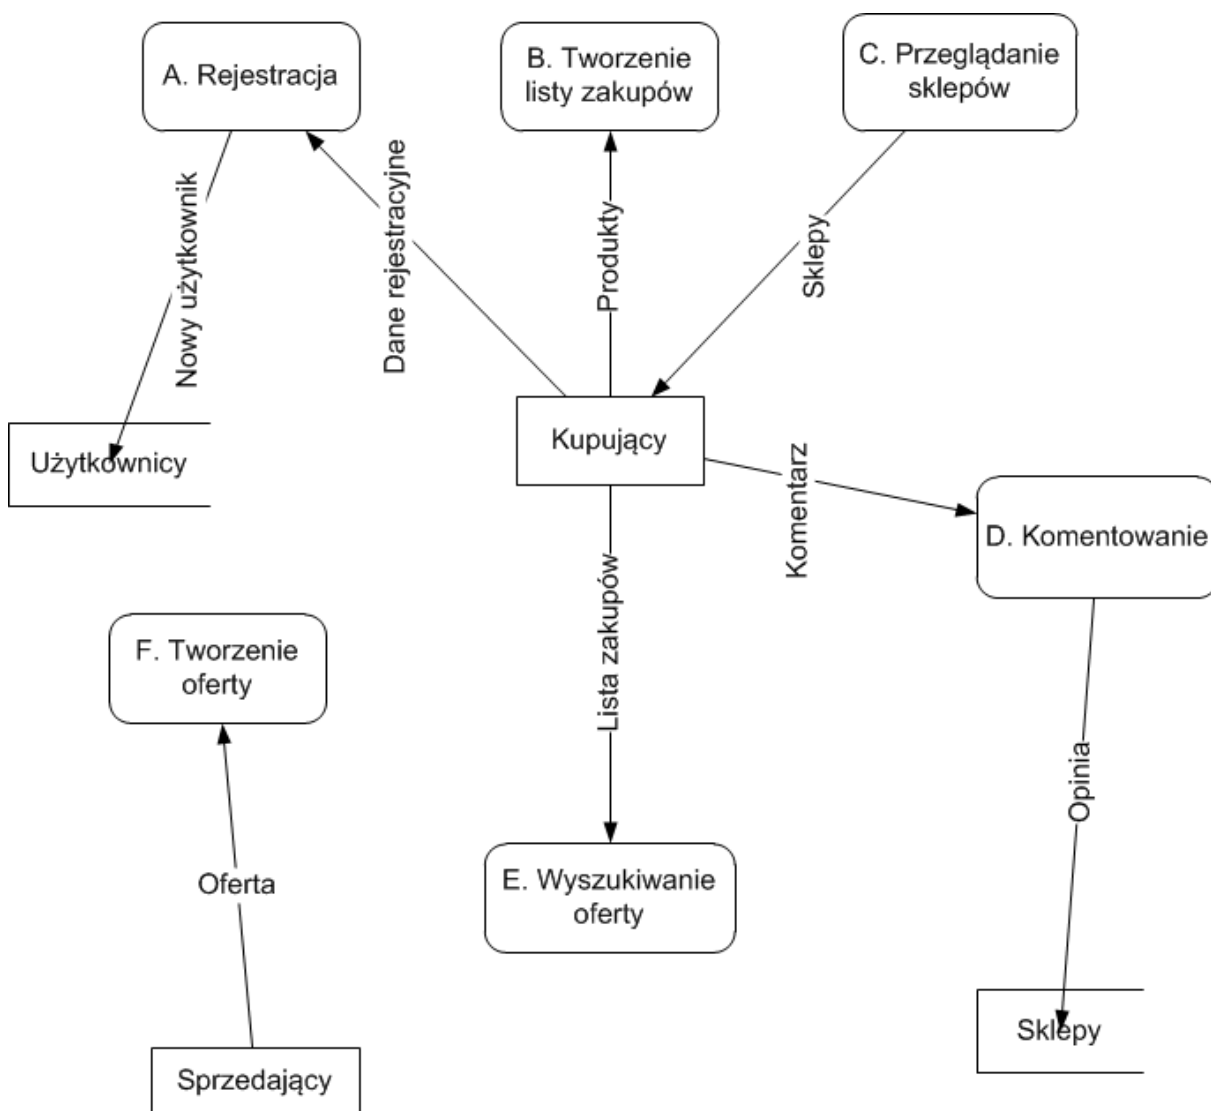 A. Rejestracja
B. Tworzenie
listy zakupów
C. Przeglądanie
sklepów
Nowy użytkownik
Dane rejestracyjne
Produkty
Sklepy
Kupujący
Użytkownicy
Komentarz
D. Komentowanie
Lista zakupów
F. Tworzenie
oferty
Opinia
Oferta
E. Wyszukiwanie
oferty
Sklepy
Sprzedający